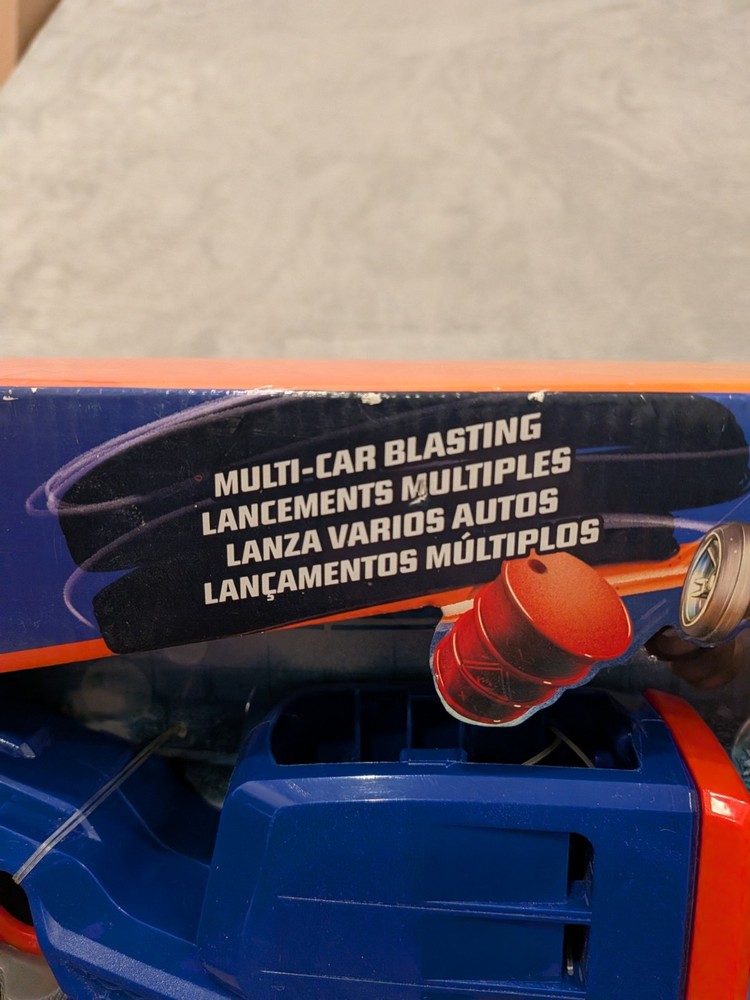 MULTI-CAR BLASTING
LANCEMENTS MULTIPLES
LANZA VARIOS AUTOS
LANÇAMENTOS MÚLTIPLOS